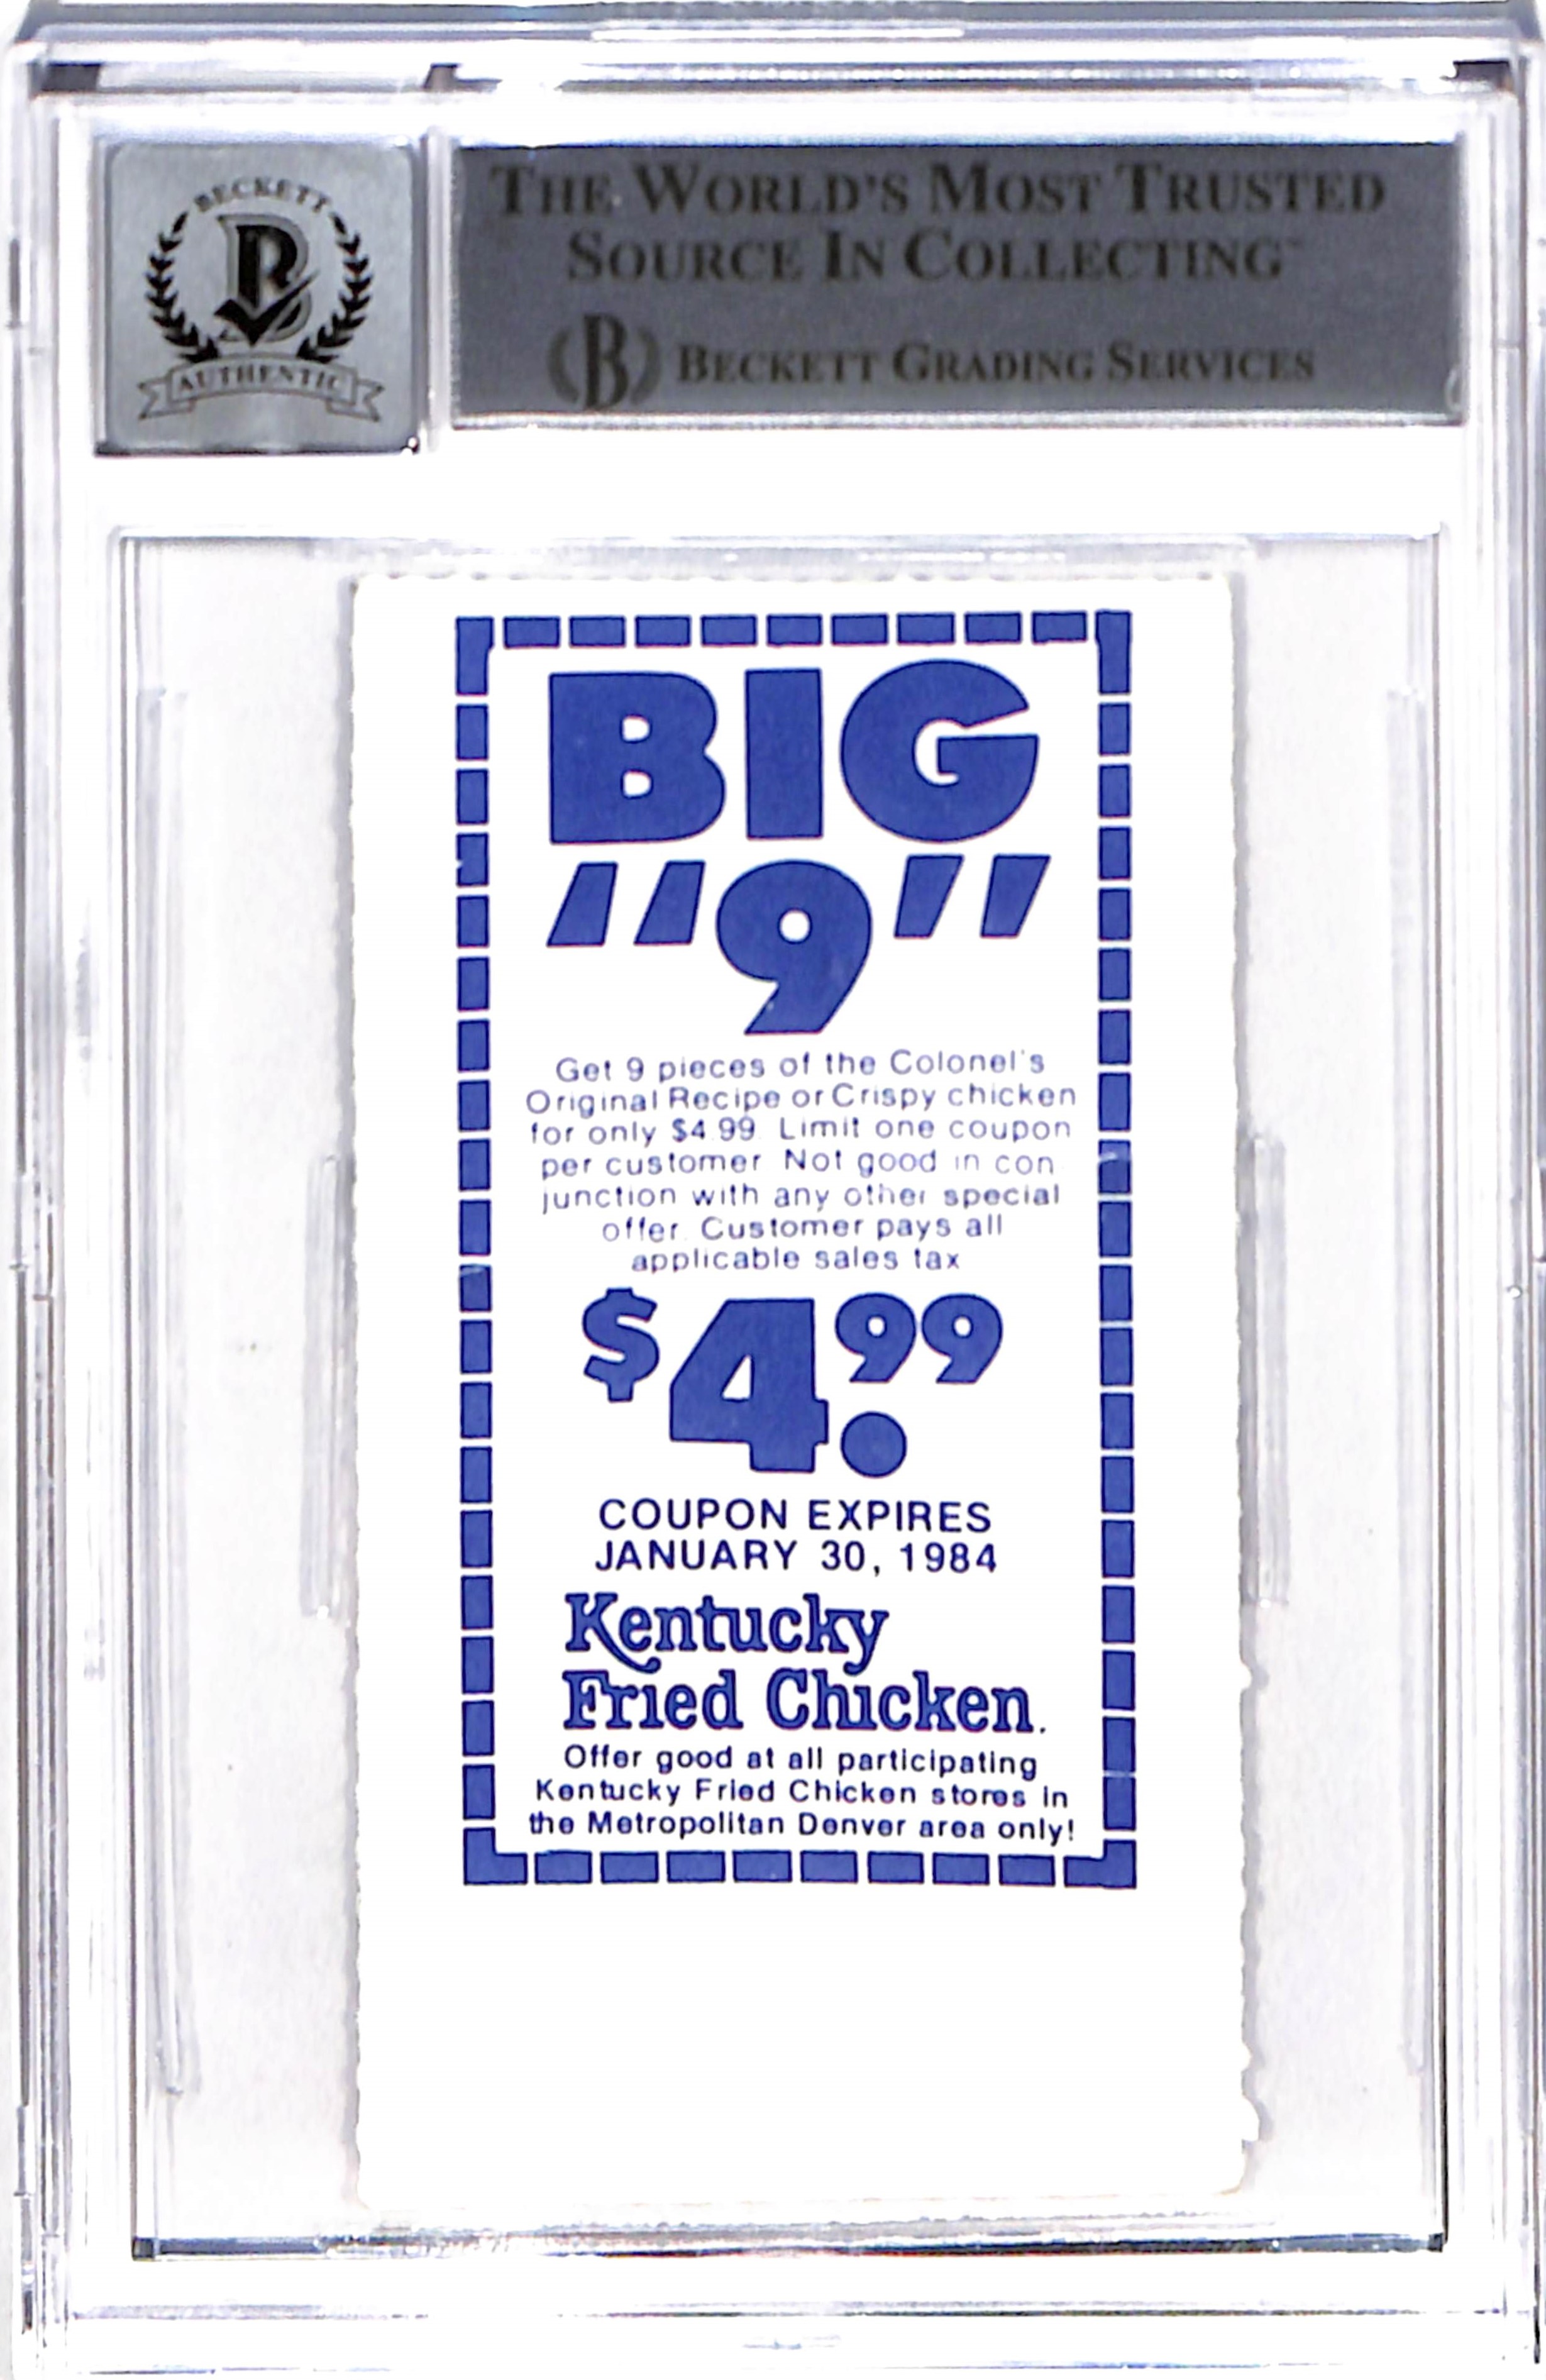 BECKETT
B
AUTHENTIC
THE WORLD'S MOST TRUSTED
SOURCE IN COLLECTING™
B BECKETT GRADING SERVICES
BIG
"9"
Get 9 pieces of the Colonel's
Original Recipe or Crispy chicken
for only $4.99. Limit one coupon
per customer. Not good in con
junction with any other special
offer. Customer pays all
applicable sales tax
$4.99
COUPON EXPIRES
JANUARY 30, 1984
Kentucky
Fried Chicken.
Offer good at all participating
Kentucky Fried Chicken stores in
the Metropolitan Denver area only!